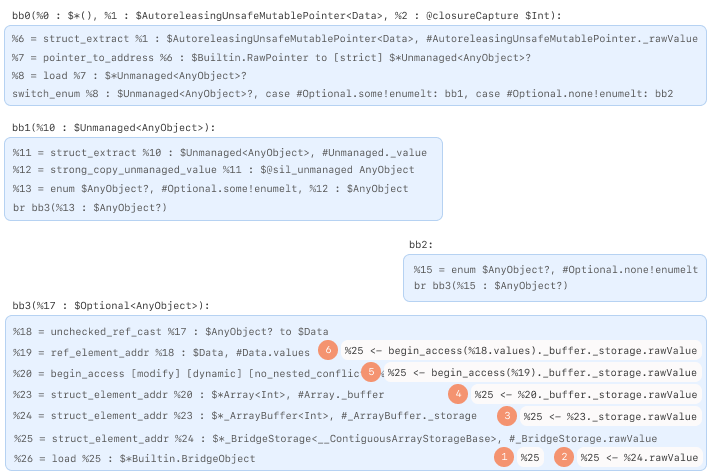 bb0(%0 : $*(), %1 : $AutoreleasingUnsafeMutablePointer<Data>, %2 : @closureCapture $Int):
%6 = struct_extract %1 : $AutoreleasingUnsafeMutablePointer<Data>, #AutoreleasingUnsafeMutablePointer._rawValue
%7 = pointer_to_address %6 : $Builtin.RawPointer to [strict] $*Unmanaged<AnyObject>?
%8 = load %7 : $*Unmanaged<AnyObject>?
switch_enum %8 : $Unmanaged<AnyObject>?, case #Optional.some!enumelt: bb1, case #Optional.none!enumelt: bb2
bb1(%10 : $Unmanaged<AnyObject>):
%11 = struct_extract %10 : $Unmanaged<AnyObject>, #Unmanaged._value
%12 = strong_copy_unmanaged_value %11 : $@sil_unmanaged AnyObject
%13 = enum $AnyObject?, #Optional.some!enumelt, %12 : $AnyObject
br bb3(%13 : $AnyObject?)
bb2:
%15 = enum $AnyObject?, #Optional.none!enumelt
br bb3(%15 : $AnyObject?)
bb3(%17 : $Optional<AnyObject>):
%18 = unchecked_ref_cast %17 : $AnyObject? to $Data
%19 = ref_element_addr %18 : $Data, #Data.values 6 %25 <- begin_access(%18.values)._buffer._storage.rawValue
%20 = begin_access [modify] [dynamic] [no_nested_conflic 5 %25 <- begin_access(%19)._buffer._storage.rawValue
%23 = struct_element_addr %20 : $*Array<Int>, #Array._buffer 4 %25 <- %20._buffer._storage.rawValue
%24 = struct_element_addr %23 : $*_ArrayBuffer<Int>, #_ArrayBuffer._storage 3 %25 <- %23._storage.rawValue
%25 = struct_element_addr %24 : $*_BridgeStorage<__ContiguousArrayStorageBase>, #_BridgeStorage.rawValue
%26 = load %25 : $*Builtin.BridgeObject 1 %25 2 %25 <- %24.rawValue